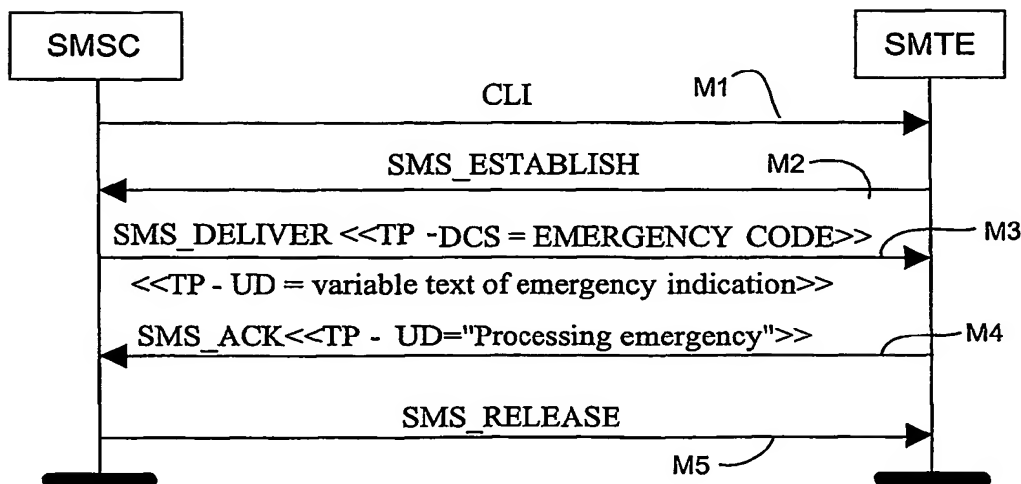 SMSC
SMTE
CLI
M1
SMS_ESTABLISH
M2
SMS_DELIVER <<TP -DCS = EMERGENCY CODE>>
M3
<<TP - UD = variable text of emergency indication>>
SMS_ACK<<TP - UD="Processing emergency">>
M4
SMS_RELEASE
M5